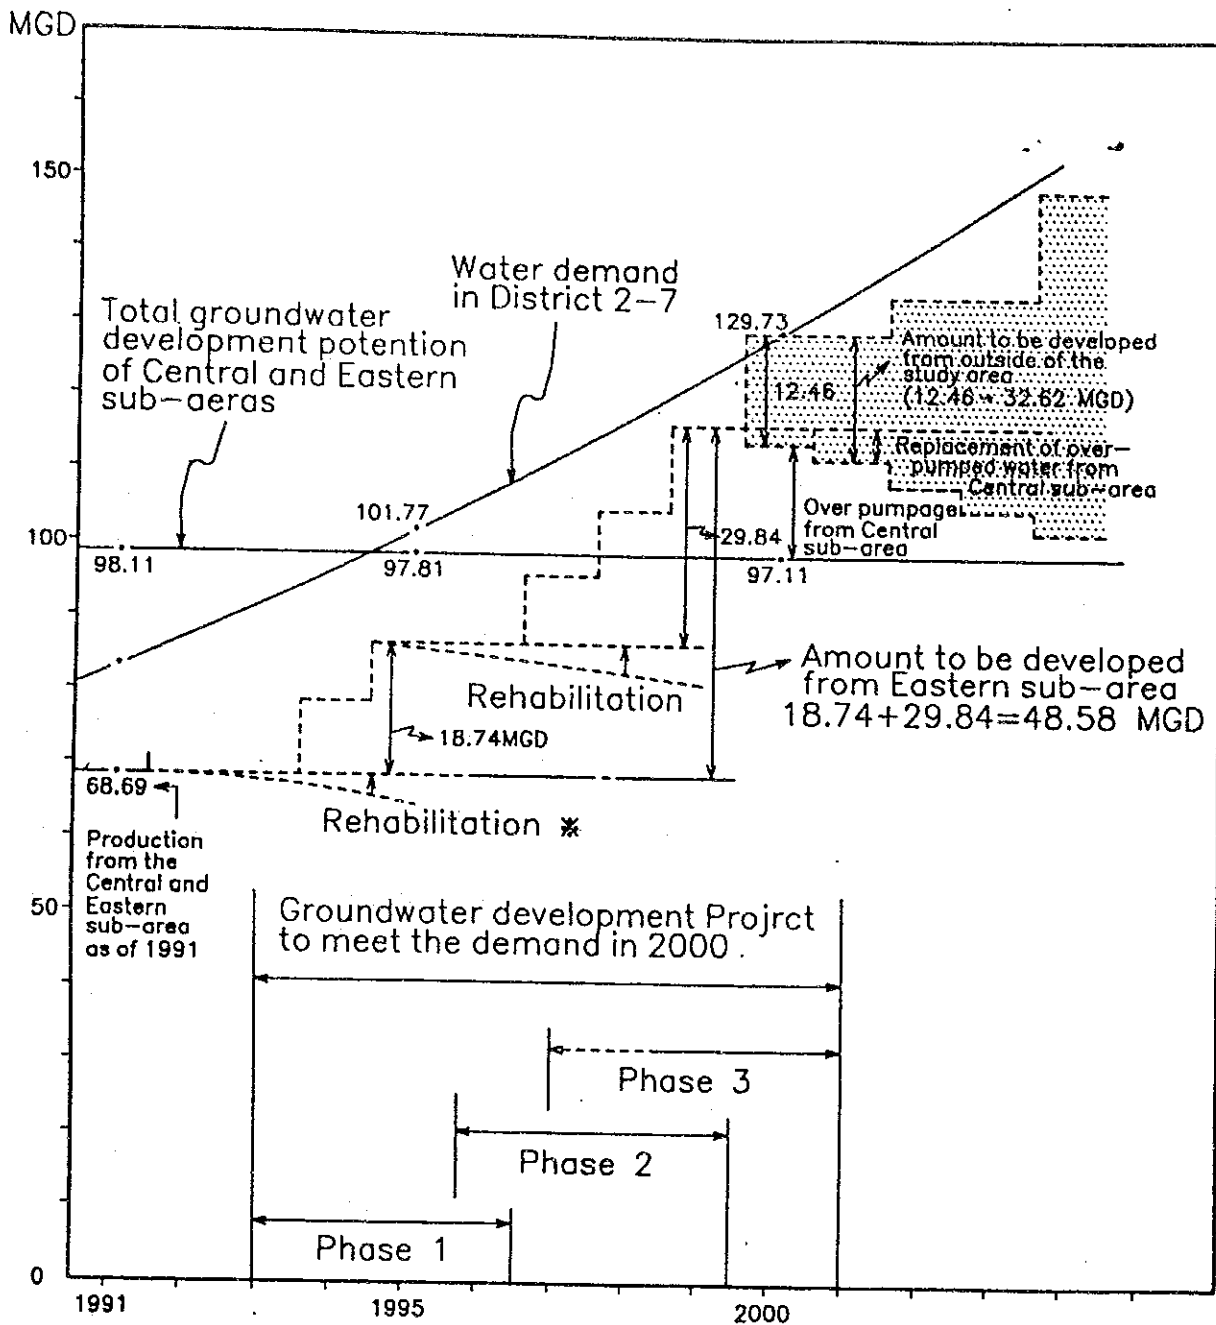 MGD
150
Water demand
in District 2-7
Total groundwater
development potention
of Central and Eastern
sub-aeras
129.73
Amount to be developed
from outside of the
study area
(12.46 → 32.62 MGD)
12.46
Replacement of over-
pumped water from
Central sub-area
101.77
100
98.11
97.81
29.84
Over pumpage
from Central
sub-area
97.11
Rehabilitation
Amount to be developed
from Eastern sub-area
18.74+29.84=48.58 MGD
18.74MGD
68.69
Rehabilitation ※
Production
from the
Central and
Eastern
sub-area
as of 1991
50
Groundwater development Projrct
to meet the demand in 2000 .
Phase 3
Phase 2
Phase 1
0
1991
1995
2000